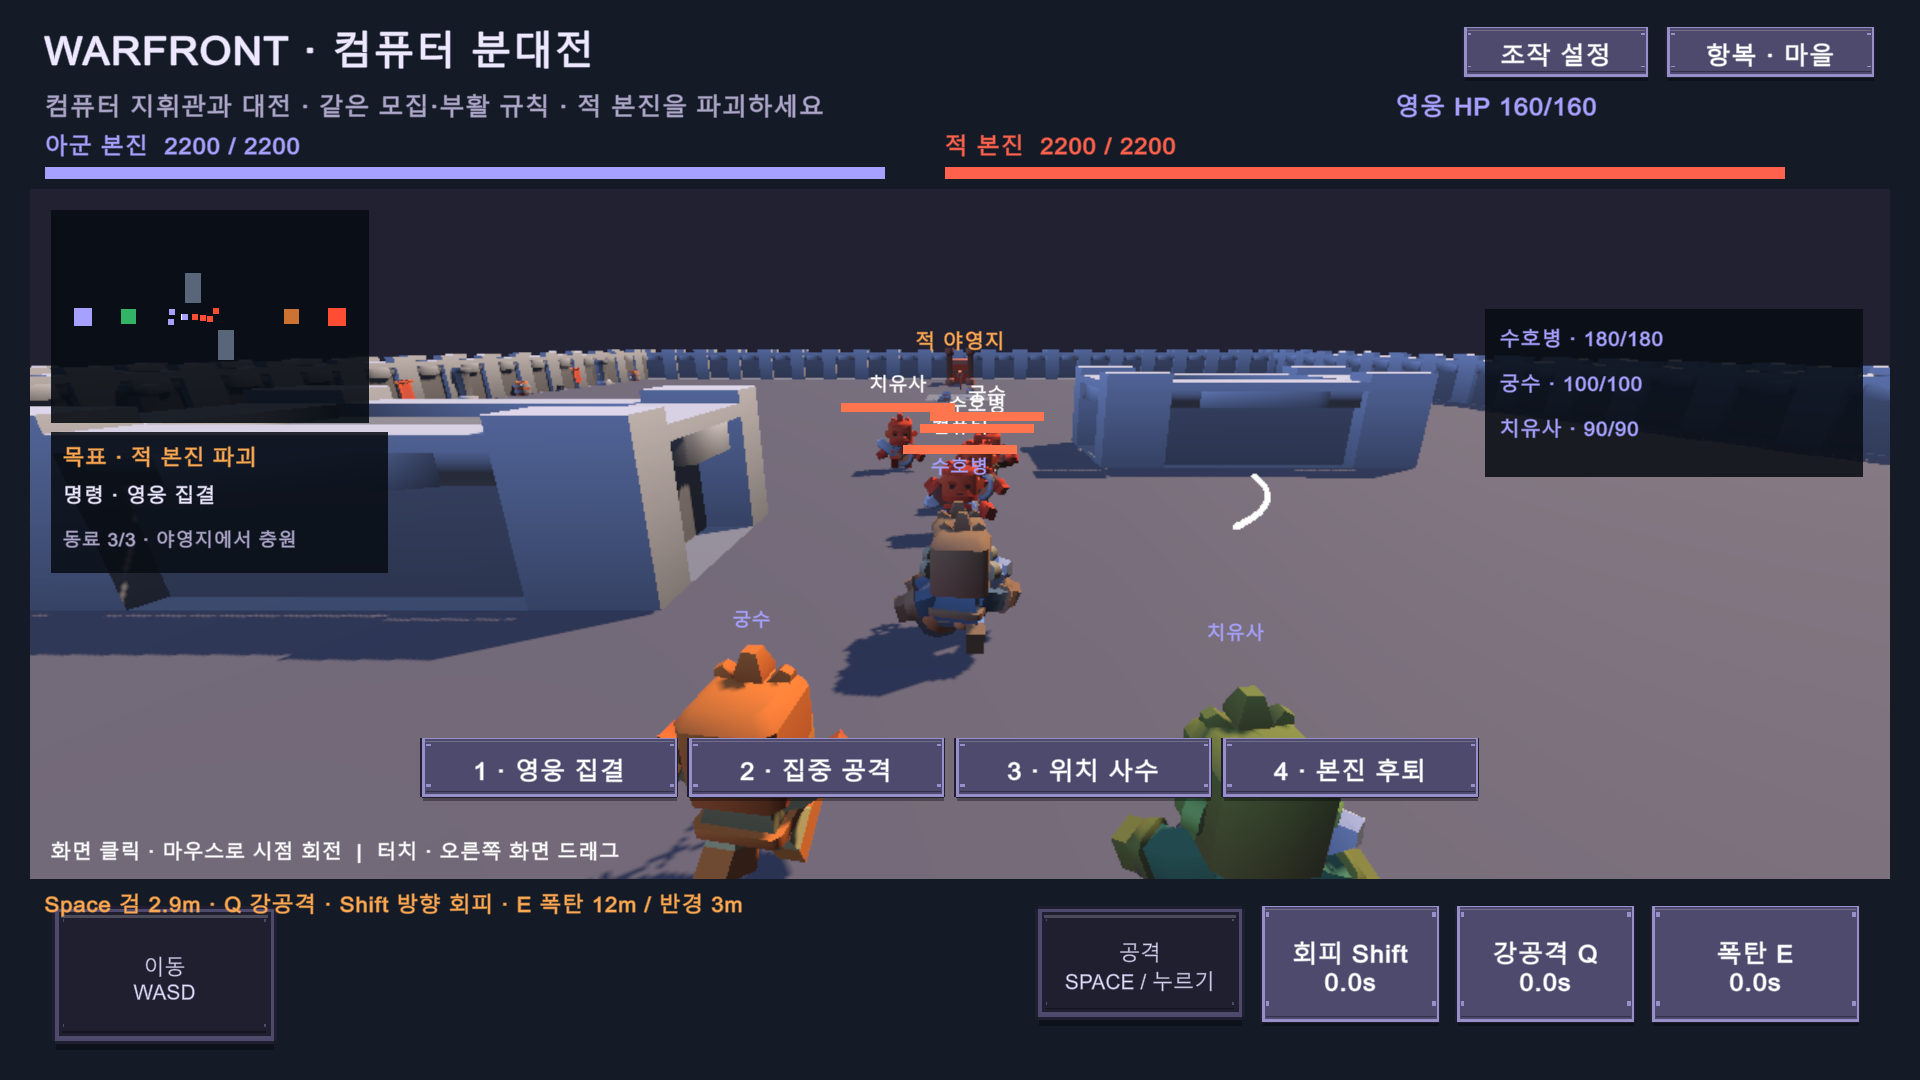 WARFRONT · 컴퓨터 분대전
조작 설정
항복 · 마을
컴퓨터 지휘관과 대전 · 같은 모집·부활 규칙 · 적 본진을 파괴하세요
영웅 HP 160/160
아군 본진 2200 / 2200
적 본진 2200 / 2200
적 야영지
치유사
궁수
수호병
수호병
수호병 · 180/180
궁수 · 100/100
치유사 · 90/90
목표 · 적 본진 파괴
명령 · 영웅 집결
동료 3/3 · 야영지에서 충원
궁수
치유사
1 · 영웅 집결
2 · 집중 공격
3 · 위치 사수
4 · 본진 후퇴
화면 클릭 · 마우스로 시점 회전 | 터치 · 오른쪽 화면 드래그
Space 검 2.9m · Q 강공격 · Shift 방향 회피 · E 폭탄 12m / 반경 3m
이동
WASD
공격
SPACE / 누르기
회피 Shift
0.0s
강공격 Q
0.0s
폭탄 E
0.0s